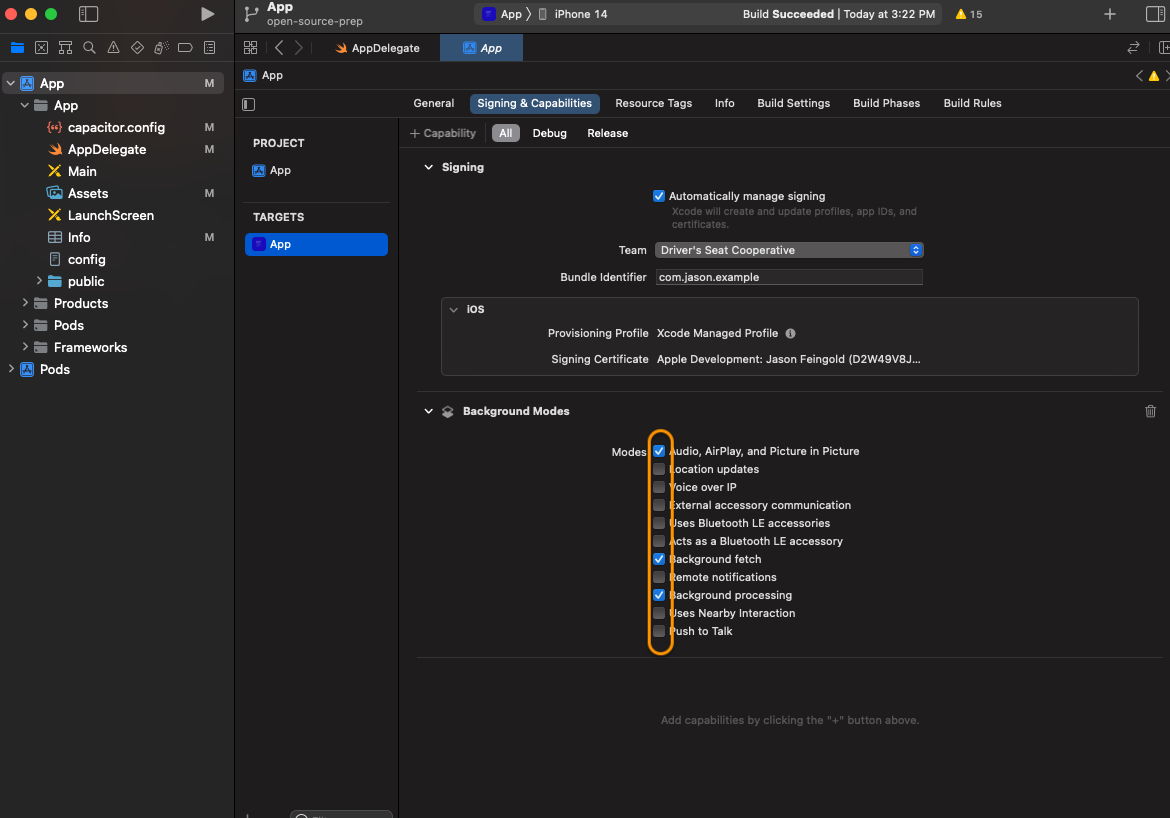 App
open-source-prep
App
iPhone 14
Build Succeeded | Today at 3:22 PM
15
AppDelegate
App
App
M
App
General
Signing & Capabilities
Resource Tags
Info
Build Settings
Build Phases
Build Rules
App
capacitor.config
M
AppDelegate
M
Main
Assets
M
LaunchScreen
Info
M
config
public
Products
Pods
Frameworks
Pods
PROJECT
App
TARGETS
App
+ Capability
All
Debug
Release
Signing
Automatically manage signing
Xcode will create and update profiles, app IDs, and
certificates.
Team
Driver's Seat Cooperative
Bundle Identifier
com.jason.example
iOS
Provisioning Profile
Xcode Managed Profile
Signing Certificate
Apple Development: Jason Feingold (D2W49V8J...
Background Modes
Modes
Audio, AirPlay, and Picture in Picture
Location updates
Voice over IP
External accessory communication
Uses Bluetooth LE accessories
Acts as a Bluetooth LE accessory
Background fetch
Remote notifications
Background processing
Uses Nearby Interaction
Push to Talk
Add capabilities by clicking the "+" button above.